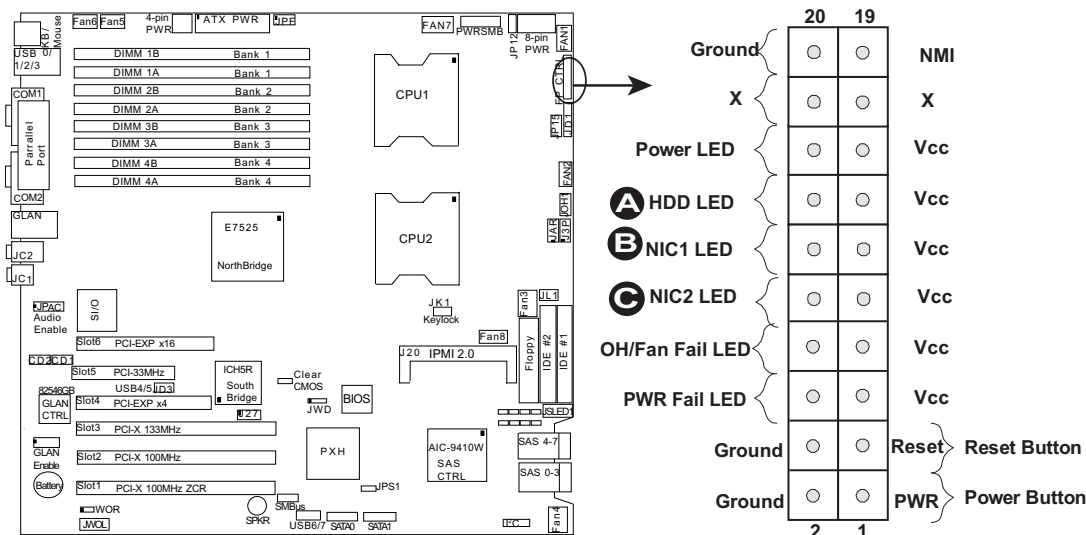 Fan6 Fan5 4-pin PWR ATX PWR JPF FAN7 PWRSMB JP12 8-pin PWR FAN1
KB/ Mouse
USB 0/ 1/2/3
DIMM 1B Bank 1
DIMM 1A Bank 1
DIMM 2B Bank 2
DIMM 2A Bank 2
DIMM 3B Bank 3
DIMM 3A Bank 3
DIMM 4B Bank 4
DIMM 4A Bank 4
COM1
Parrallel Port
COM2
GLAN
JC2
JC1
CPU1
FP CTRL
JP15
JD1
FAN2
JOH1
JAR
J3P
CPU2
E7525
NorthBridge
JPAC
Audio Enable
SI/O
JK1
Keylock
Fan3
JL1
Fan8
Floppy
IDE #2
IDE #1
Slot6 PCI-EXP x16
J20 IPMI 2.0
CD2 CD1
Slot5 PCI-33MHz
82546GB
GLAN CTRL
USB4/5 JD3
Slot4 PCI-EXP x4
ICH5R
South Bridge
J27
Clear CMOS
JWD
BIOS
JSLED1
Slot3 PCI-X 133MHz
GLAN Enable
Slot2 PCI-X 100MHz
Battery
Slot1 PCI-X 100MHz ZCR
PXH
AIC-9410W
SAS CTRL
SAS 4-7
SAS 0-3
JPS1
WOR
JWOL
SPKR
SMBus
USB6/7
SATA0
SATA1
I²C
Fan4
20 19
Ground NMI
X X
Power LED Vcc
A HDD LED Vcc
B NIC1 LED Vcc
C NIC2 LED Vcc
OH/Fan Fail LED Vcc
PWR Fail LED Vcc
Ground Reset Reset Button
Ground PWR Power Button
2 1